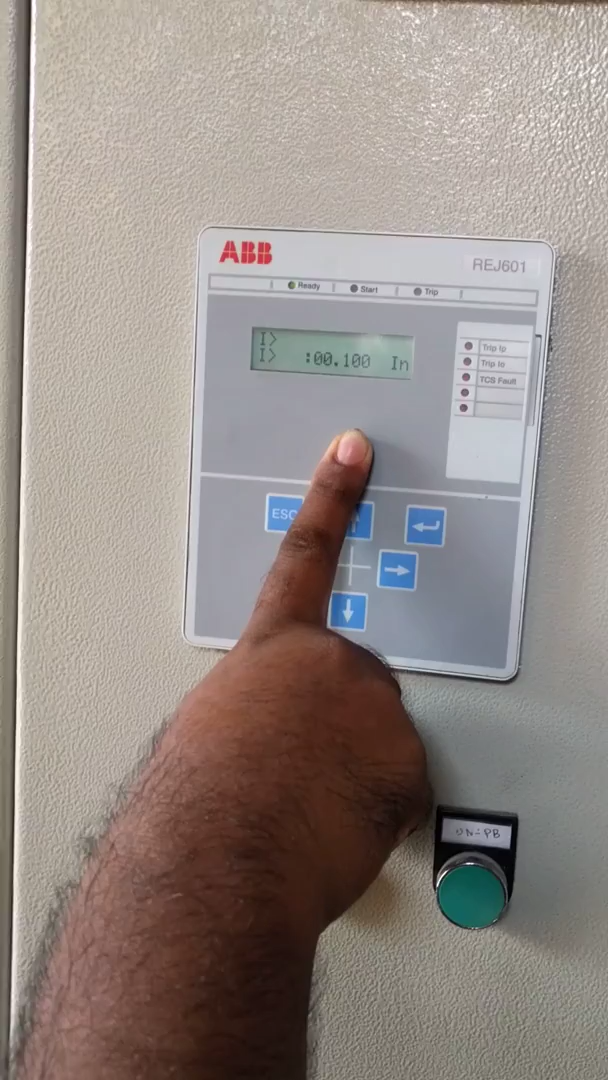 ABB
REJ601
Ready
Start
Trip
I>
I> :00.100 In
Trip Ip
Trip Io
TCS Fault
ESC
ON-PB